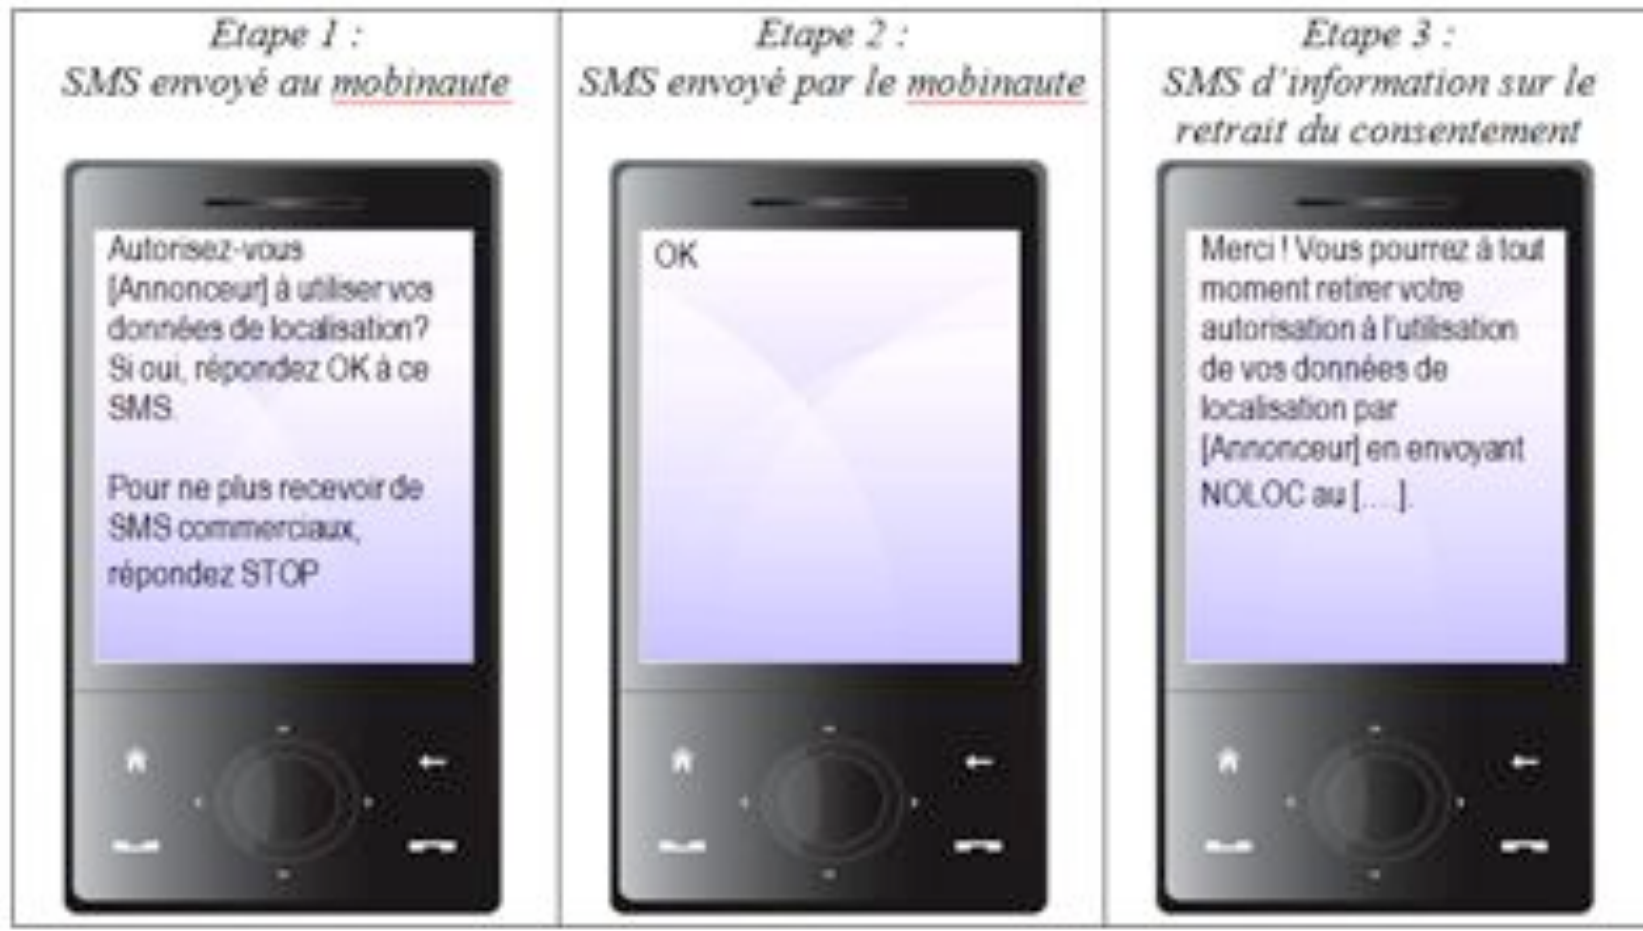 Etape 1 :
SMS envoyé au mobinaute
Autorisez-vous
[Annonceur] à utiliser vos
données de localisation?
Si oui, répondez OK à ce
SMS.
Pour ne plus recevoir de
SMS commerciaux,
répondez STOP
Etape 2 :
SMS envoyé par le mobinaute
OK
Etape 3 :
SMS d'information sur le
retrait du consentement
Merci ! Vous pourrez à tout
moment retirer votre
autorisation à l'utilisation
de vos données de
localisation par
[Annonceur] en envoyant
NOLOC au [....].